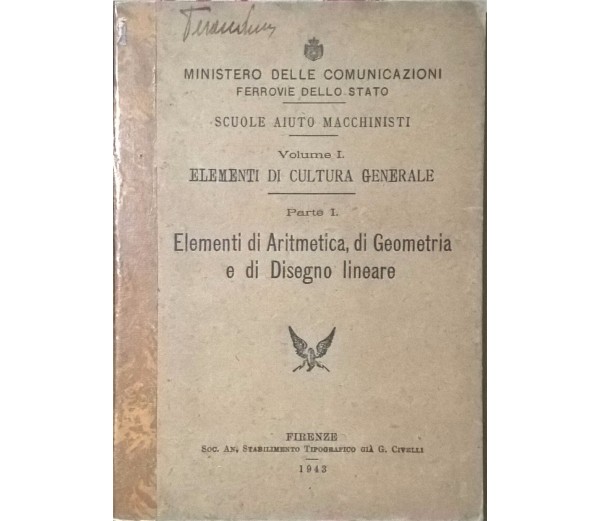 MINISTERO DELLE COMUNICAZIONI
FERROVIE DELLO STATO
SCUOLE AIUTO MACCHINISTI
Volume I.
ELEMENTI DI CULTURA GENERALE
Parte I.
Elementi di Aritmetica, di Geometria
e di Disegno lineare
FIRENZE
Soc. An. Stabilimento Tipografico già G. Civelli
1943